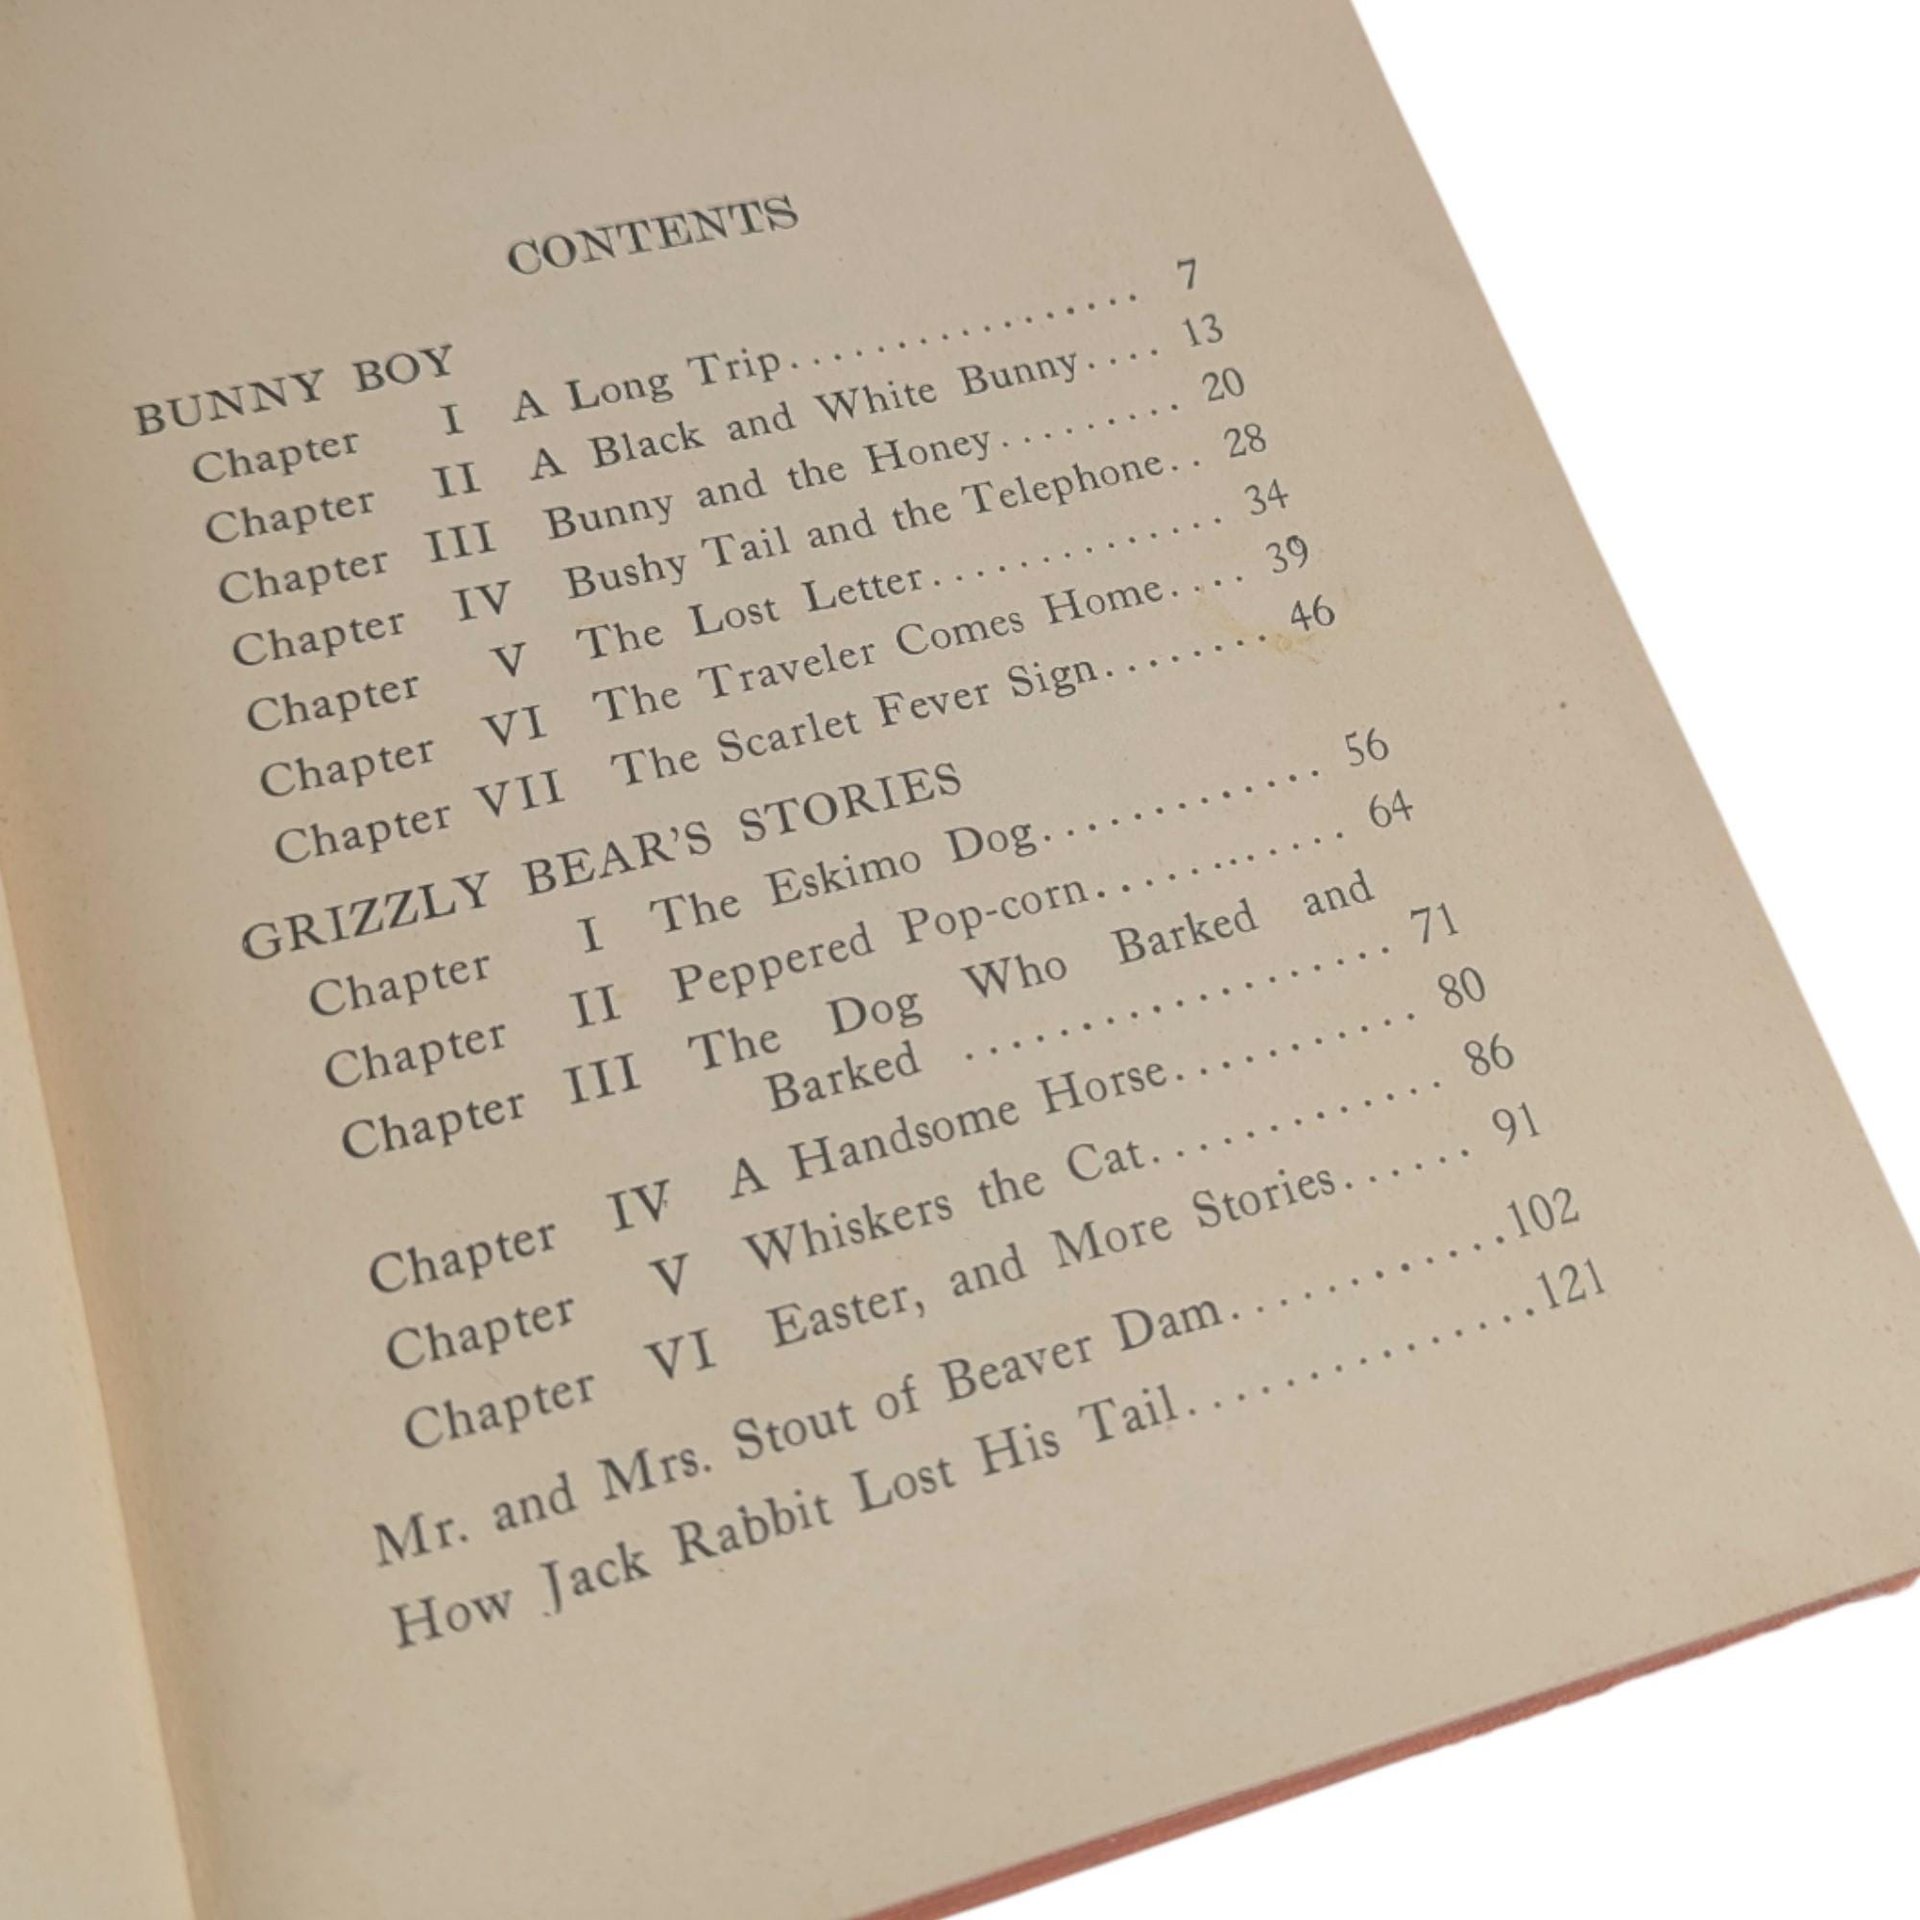 CONTENTS
BUNNY BOY
Chapter I A Long Trip................. 7
Chapter II A Black and White Bunny.... 13
Chapter III Bunny and the Honey......... 20
Chapter IV Bushy Tail and the Telephone.. 28
Chapter V The Lost Letter.............. 34
Chapter VI The Traveler Comes Home.... 39
Chapter VII The Scarlet Fever Sign........ 46
GRIZZLY BEAR'S STORIES
Chapter I The Eskimo Dog............. 56
Chapter II Peppered Pop-corn............ 64
Chapter III The Dog Who Barked and
Barked .................... 71
Chapter IV A Handsome Horse........... 80
Chapter V Whiskers the Cat.............. 86
Chapter VI Easter, and More Stories...... 91
Mr. and Mrs. Stout of Beaver Dam.............102
How Jack Rabbit Lost His Tail................121